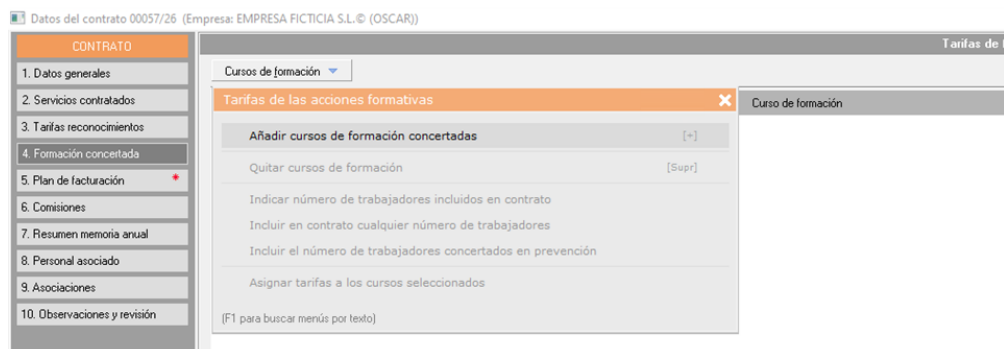 Datos del contrato 00057/26 (Empresa: EMPRESA FICTICIA S.L.© (OSCAR))
CONTRATO
1. Datos generales
2. Servicios contratados
3. Tarifas reconocimientos
4. Formación concertada
5. Plan de facturación *
6. Comisiones
7. Resumen memoria anual
8. Personal asociado
9. Asociaciones
10. Observaciones y revisión
Tarifas de
Cursos de formación
Tarifas de las acciones formativas
Añadir cursos de formación concertadas [+]
Quitar cursos de formación [Supr]
Indicar número de trabajadores incluidos en contrato
Incluir en contrato cualquier número de trabajadores
Incluir el número de trabajadores concertados en prevención
Asignar tarifas a los cursos seleccionados
(F1 para buscar menús por texto)
Curso de formación